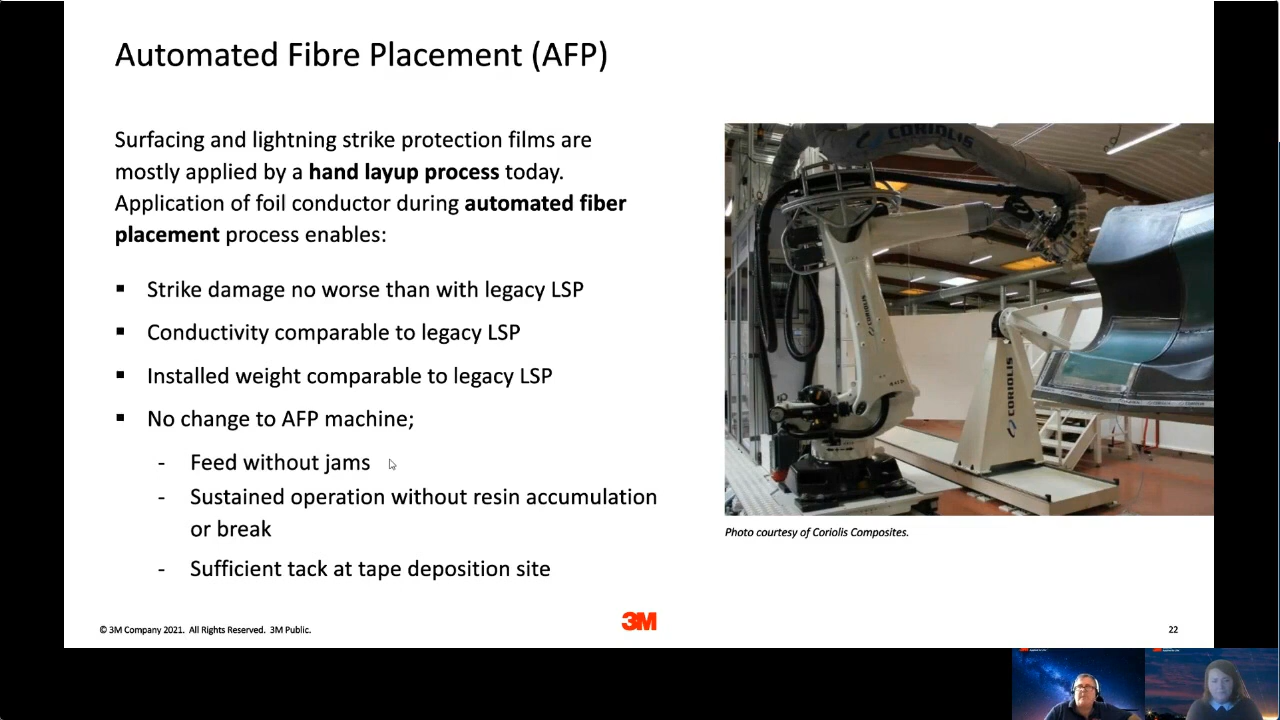 Automated Fibre Placement (AFP)
Surfacing and lightning strike protection films are
mostly applied by a hand layup process today.
Application of foil conductor during automated fiber
placement process enables:
▪ Strike damage no worse than with legacy LSP
▪ Conductivity comparable to legacy LSP
▪ Installed weight comparable to legacy LSP
▪ No change to AFP machine;
- Feed without jams
- Sustained operation without resin accumulation
or break
- Sufficient tack at tape deposition site
CORIOLIS
CORIOLIS
CORIOLIS
Photo courtesy of Coriolis Composites.
© 3M Company 2021. All Rights Reserved. 3M Public.
3M
22